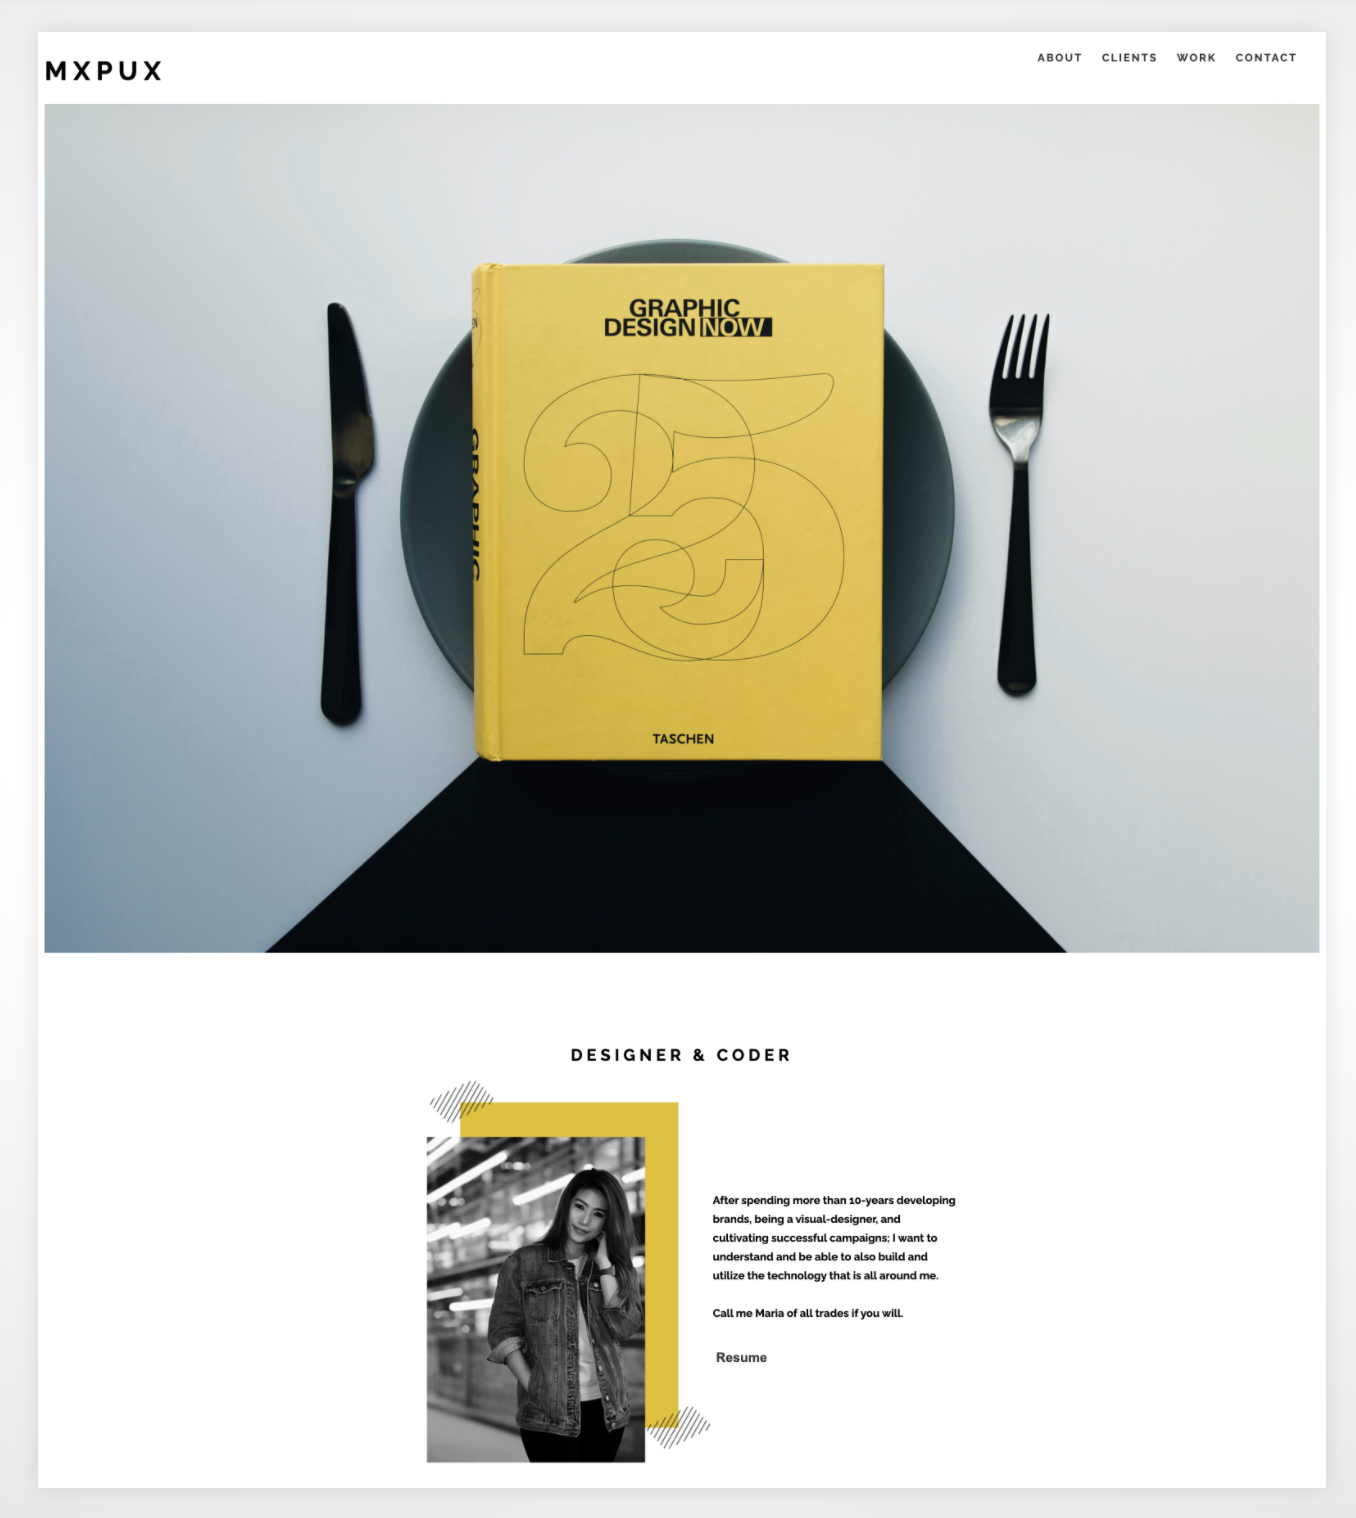 MXPUX
ABOUT CLIENTS WORK CONTACT
GRAPHIC
DESIGN NOW
GRAPHIC
TASCHEN
DESIGNER & CODER
After spending more than 10-years developing
brands, being a visual-designer, and
cultivating successful campaigns; I want to
understand and be able to also build and
utilize the technology that is all around me.
Call me Maria of all trades if you will.
Resume